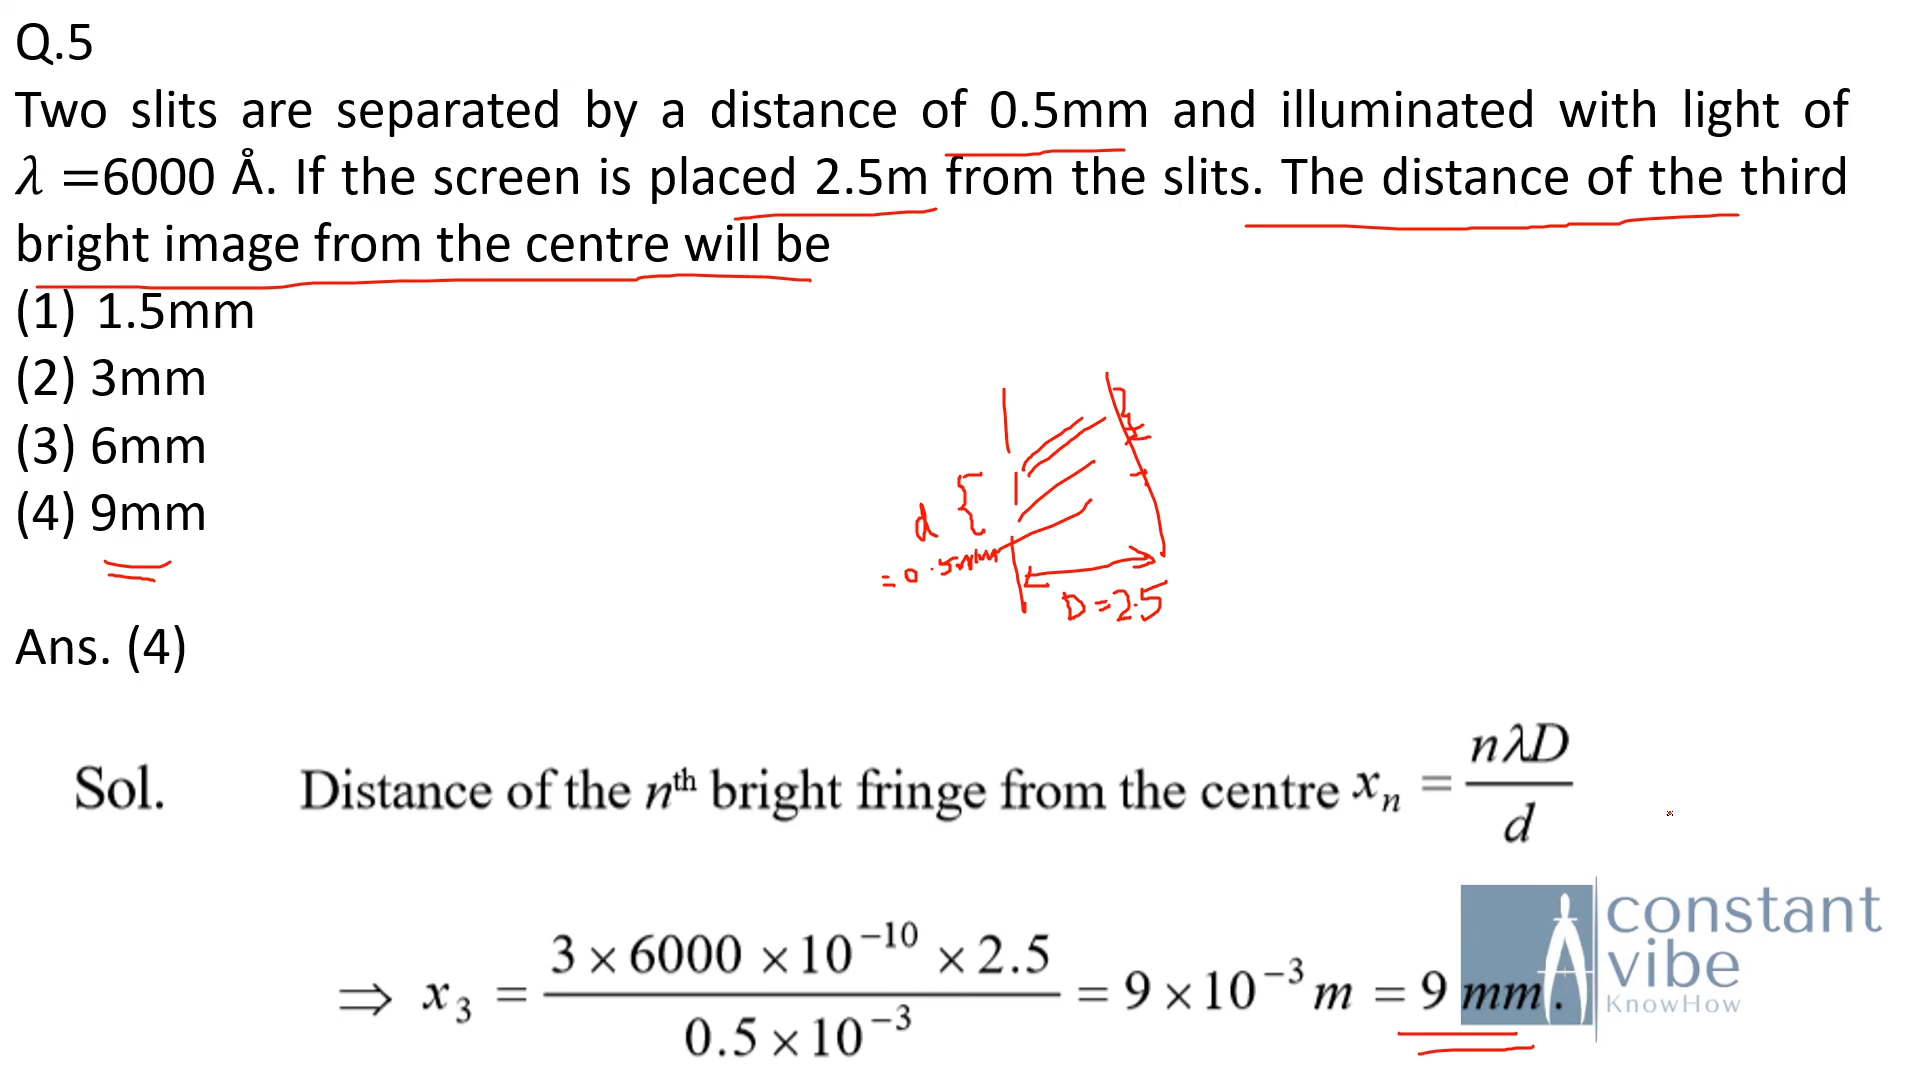 Q.5
Two slits are separated by a distance of 0.5mm and illuminated with light of
λ =6000 Å. If the screen is placed 2.5m from the slits. The distance of the third
bright image from the centre will be
(1) 1.5mm
(2) 3mm
(3) 6mm
(4) 9mm
d
= 0.5mm
D = 2.5
Ans. (4)
Sol. Distance of the nᵗʰ bright fringe from the centre xₙ = nλD / d
⇒ x₃ = 3 × 6000 × 10⁻¹⁰ × 2.5 / 0.5 × 10⁻³ = 9 × 10⁻³ m = 9 mm.
constant
vibe
KnowHow